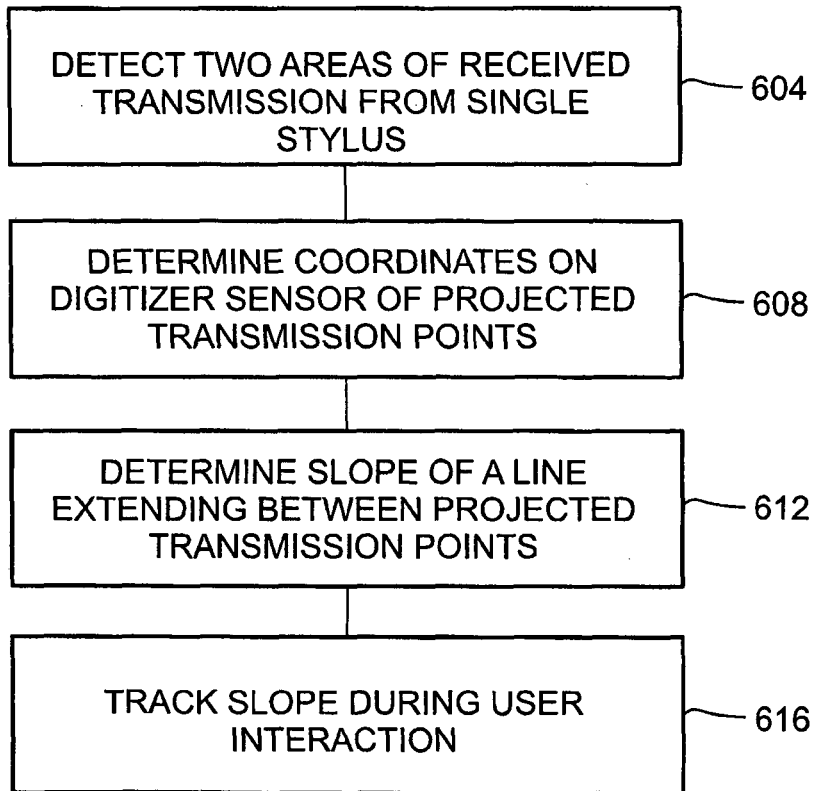 DETECT TWO AREAS OF RECEIVED
TRANSMISSION FROM SINGLE
STYLUS
604
DETERMINE COORDINATES ON
DIGITIZER SENSOR OF PROJECTED
TRANSMISSION POINTS
608
DETERMINE SLOPE OF A LINE
EXTENDING BETWEEN PROJECTED
TRANSMISSION POINTS
612
TRACK SLOPE DURING USER
INTERACTION
616